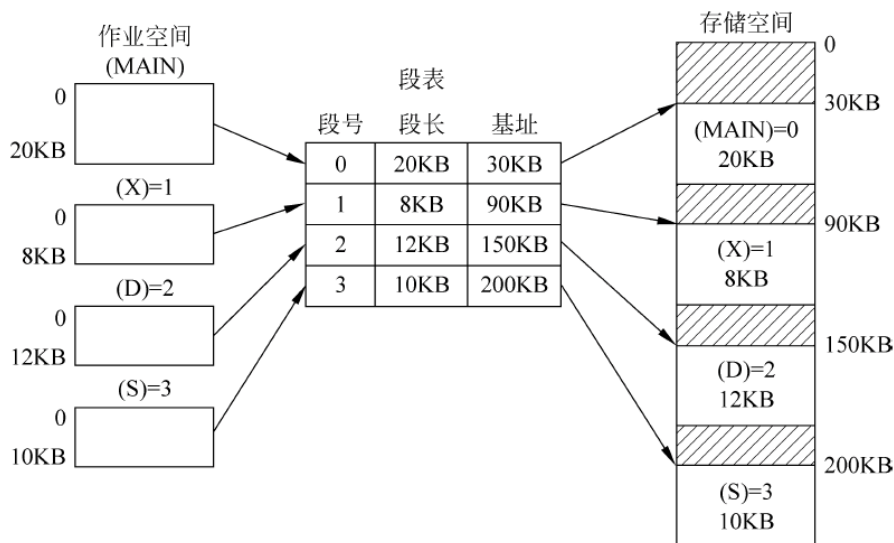 作业空间
(MAIN)
0
20KB
(X)=1
0
8KB
(D)=2
0
12KB
(S)=3
0
10KB
段表
段号 段长 基址
0 20KB 30KB
1 8KB 90KB
2 12KB 150KB
3 10KB 200KB
存储空间
0
30KB
(MAIN)=0
20KB
90KB
(X)=1
8KB
150KB
(D)=2
12KB
200KB
(S)=3
10KB